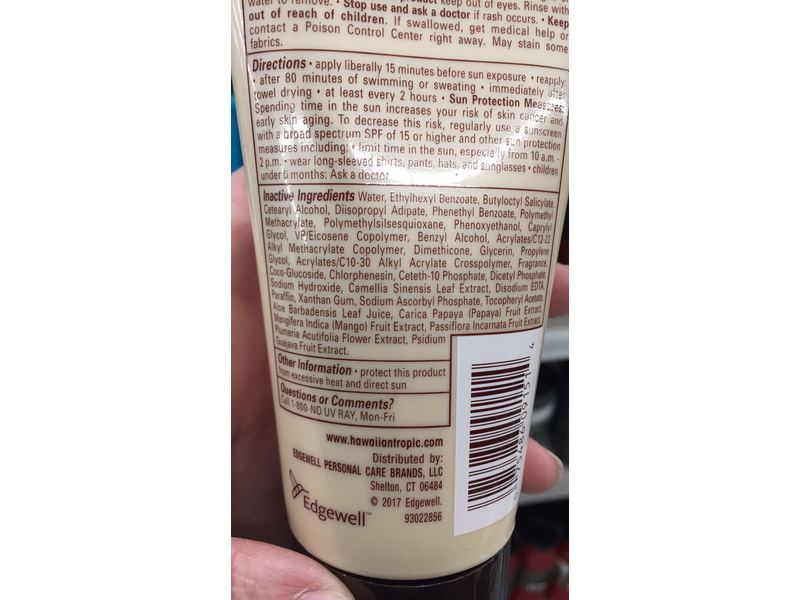 water to remove. • product keep out of eyes. Rinse with
• Stop use and ask a doctor if rash occurs. • Keep
out of reach of children. If swallowed, get medical help or
contact a Poison Control Center right away. May stain some
fabrics.
Directions • apply liberally 15 minutes before sun exposure • reapply:
• after 80 minutes of swimming or sweating • immediately after
towel drying • at least every 2 hours • Sun Protection Measures:
Spending time in the sun increases your risk of skin cancer and
early skin aging. To decrease this risk, regularly use a sunscreen
with a broad spectrum SPF of 15 or higher and other sun protection
measures including: • limit time in the sun, especially from 10 a.m.-
2 p.m. • wear long-sleeved shirts, pants, hats, and sunglasses • children
under 6 months: Ask a doctor
Inactive Ingredients Water, Ethylhexyl Benzoate, Butyloctyl Salicylate,
Cetearyl Alcohol, Diisopropyl Adipate, Phenethyl Benzoate, Polymethyl
Methacrylate, Polymethylsilsesquioxane, Phenoxyethanol, Caprylyl
Glycol, VP/Eicosene Copolymer, Benzyl Alcohol, Acrylates/C12-22
Alkyl Methacrylate Copolymer, Dimethicone, Glycerin, Propylene
Glycol, Acrylates/C10-30 Alkyl Acrylate Crosspolymer, Fragrance,
Coco-Glucoside, Chlorphenesin, Ceteth-10 Phosphate, Dicetyl Phosphate,
Sodium Hydroxide, Camellia Sinensis Leaf Extract, Disodium EDTA,
Paraffin, Xanthan Gum, Sodium Ascorbyl Phosphate, Tocopheryl Acetate,
Aloe Barbadensis Leaf Juice, Carica Papaya (Papaya) Fruit Extract,
Mangifera Indica (Mango) Fruit Extract, Passiflora Incarnata Fruit Extract,
Plumeria Acutifolia Flower Extract, Psidium
Guajava Fruit Extract.
Other Information • protect this product
from excessive heat and direct sun
Questions or Comments?
Call 1-800-NO UV RAY, Mon-Fri
www.hawaiiantropic.com
Distributed by:
EDGEWELL PERSONAL CARE BRANDS, LLC
Shelton, CT 06484
© 2017 Edgewell.
93022856
Edgewell™
0 75486 09151 4